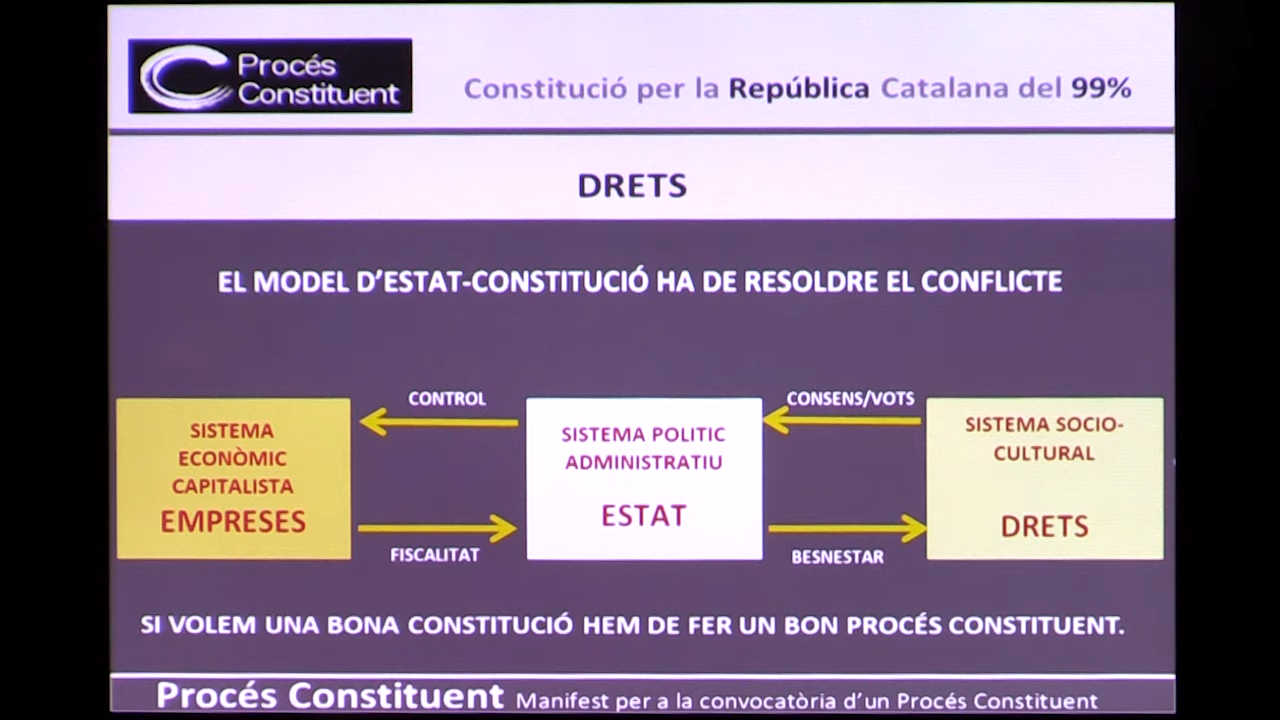 Procés
Constituent
Constitució per la República Catalana del 99%
DRETS
EL MODEL D'ESTAT-CONSTITUCIÓ HA DE RESOLDRE EL CONFLICTE
CONTROL
CONSENS/VOTS
SISTEMA
ECONÒMIC
CAPITALISTA
EMPRESES
SISTEMA POLITIC
ADMINISTRATIU
ESTAT
SISTEMA SOCIO-
CULTURAL
DRETS
FISCALITAT
BESNESTAR
SI VOLEM UNA BONA CONSTITUCIÓ HEM DE FER UN BON PROCÉS CONSTITUENT.
Procés Constituent Manifest per a la convocatòria d'un Procés Constituent